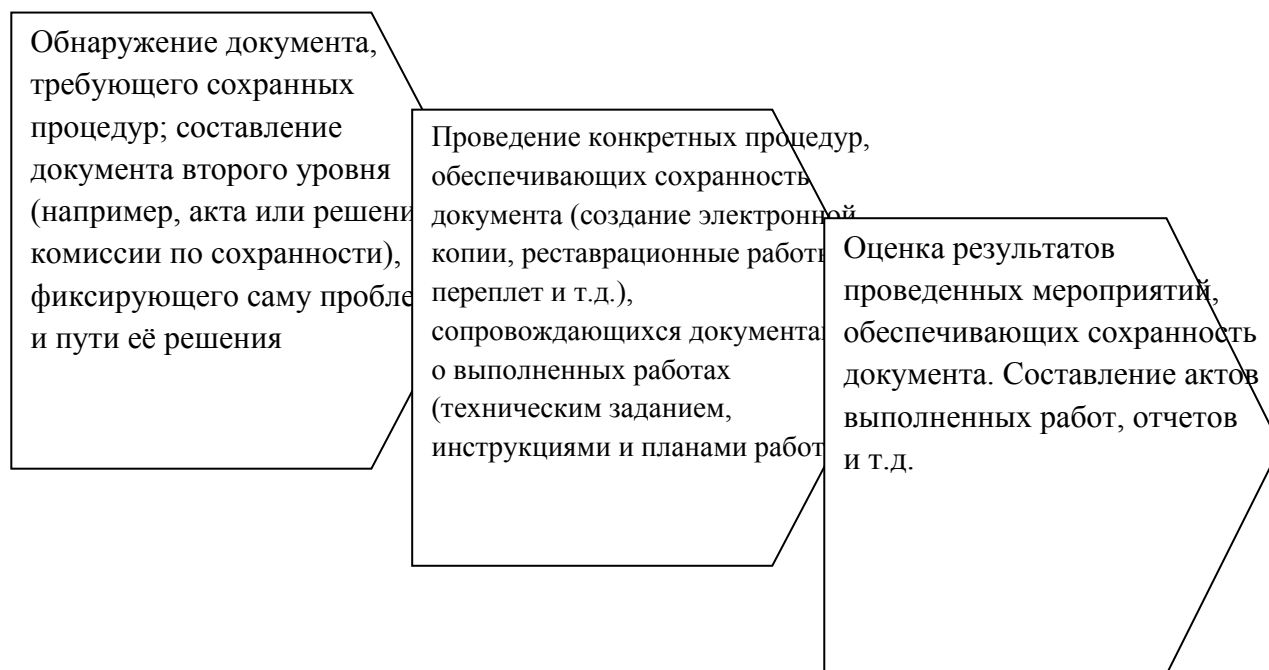 Обнаружение документа,
требующего сохранных
процедур; составление
документа второго уровня
(например, акта или решени
комиссии по сохранности),
фиксирующего саму пробле
и пути её решения
Проведение конкретных процедур,
обеспечивающих сохранность
документа (создание электронной
копии, реставрационные работы
переплет и т.д.),
сопровождающихся документа
о выполненных работах
(техническим заданием,
инструкциями и планами работ
Оценка результатов
проведенных мероприятий,
обеспечивающих сохранность
документа. Составление актов
выполненных работ, отчетов
и т.д.